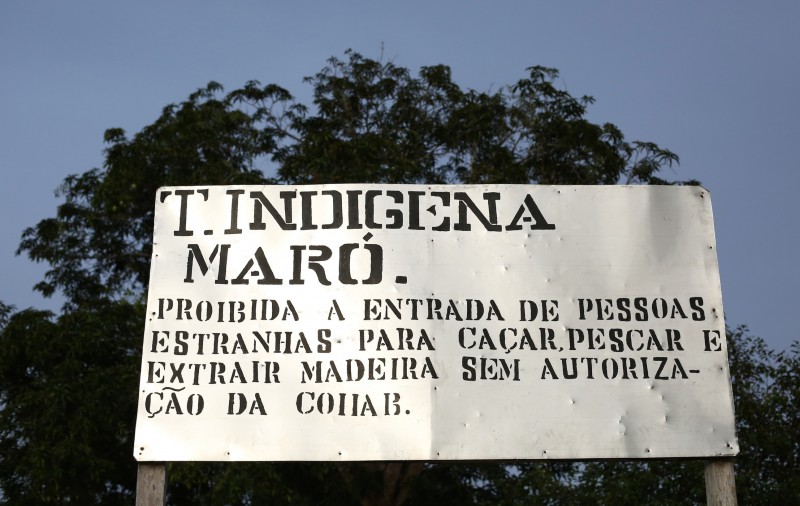 T. INDIGENA
MARÓ.
PROIBIDA A ENTRADA DE PESSOAS
ESTRANHAS PARA CAÇAR, PESCAR E
EXTRAIR MADEIRA SEM AUTORIZA-
ÇÃO DA COIIAB.